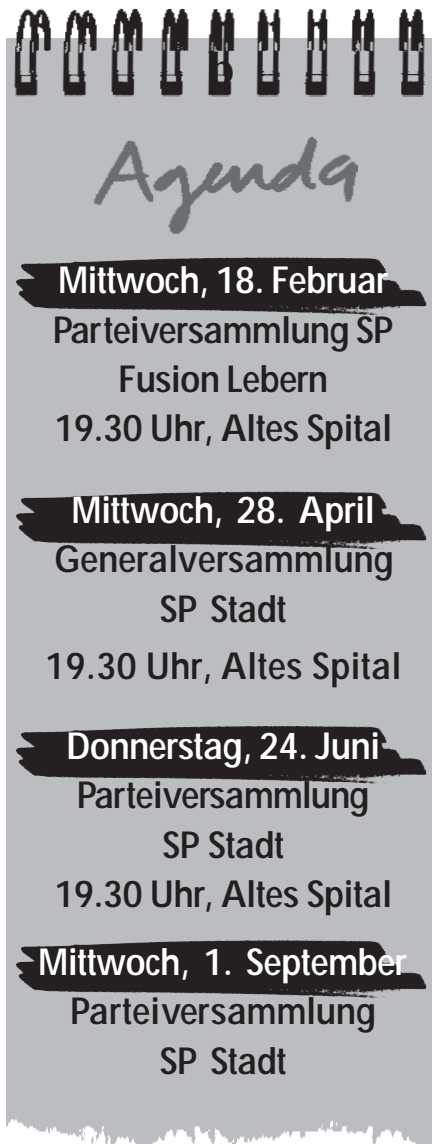 Agenda
Mittwoch, 18. Februar
Parteiversammlung SP
Fusion Lebern
19.30 Uhr, Altes Spital
Mittwoch, 28. April
Generalversammlung
SP Stadt
19.30 Uhr, Altes Spital
Donnerstag, 24. Juni
Parteiversammlung
SP Stadt
19.30 Uhr, Altes Spital
Mittwoch, 1. September
Parteiversammlung
SP Stadt